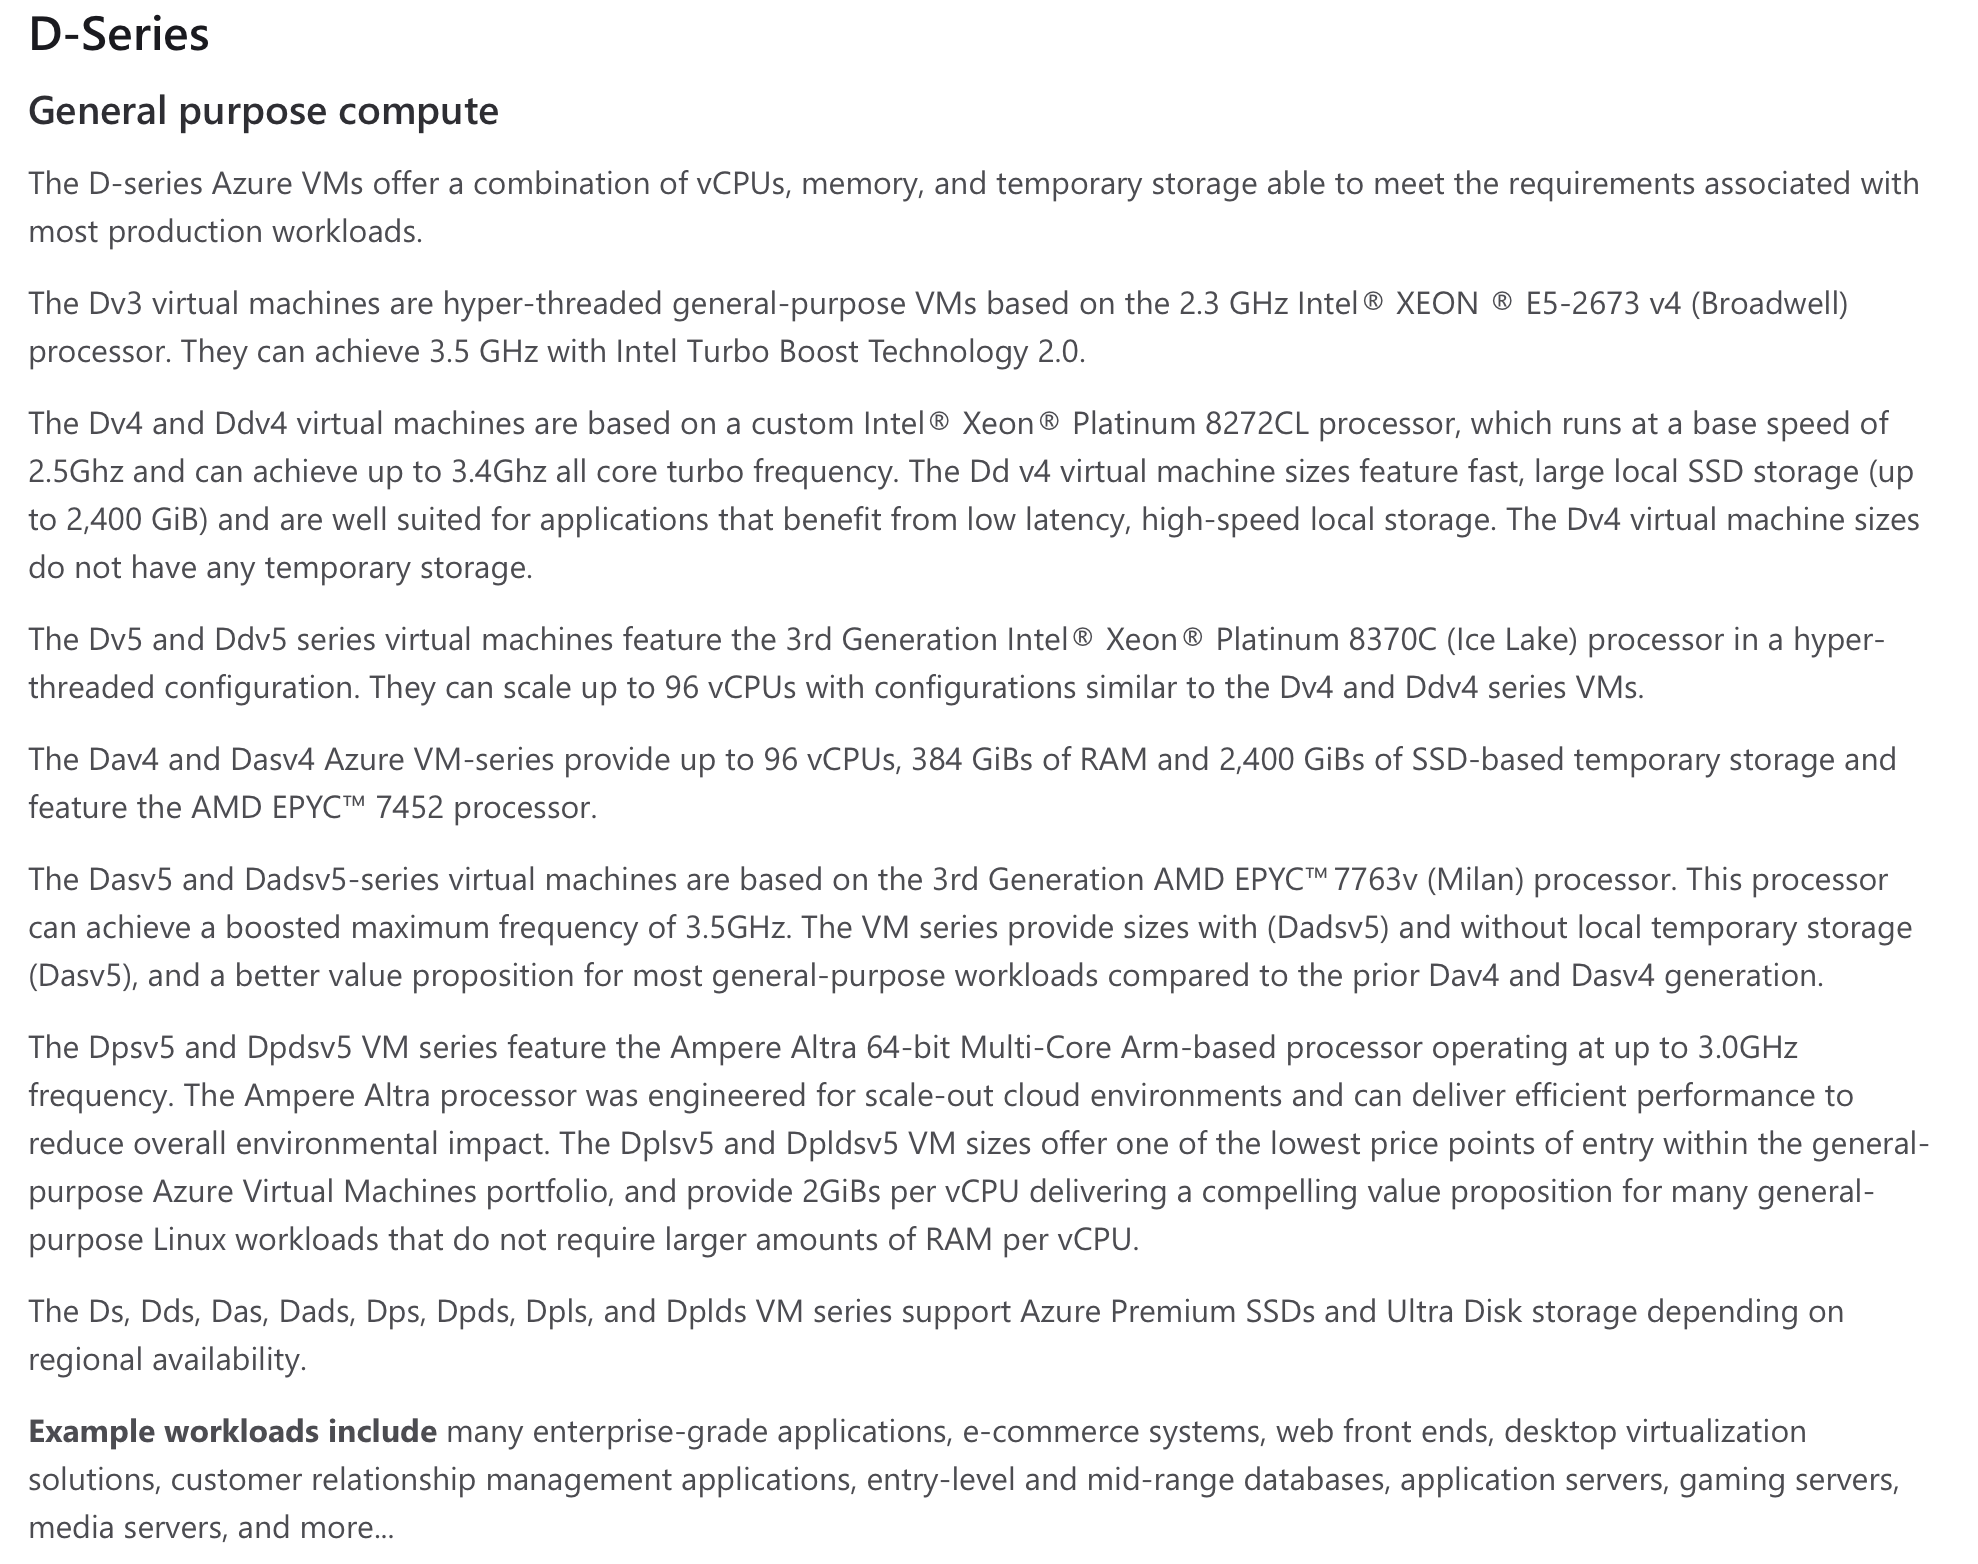 D-Series
General purpose compute
The D-series Azure VMs offer a combination of vCPUs, memory, and temporary storage able to meet the requirements associated with
most production workloads.
The Dv3 virtual machines are hyper-threaded general-purpose VMs based on the 2.3 GHz Intel® XEON ® E5-2673 v4 (Broadwell)
processor. They can achieve 3.5 GHz with Intel Turbo Boost Technology 2.0.
The Dv4 and Ddv4 virtual machines are based on a custom Intel® Xeon® Platinum 8272CL processor, which runs at a base speed of
2.5Ghz and can achieve up to 3.4Ghz all core turbo frequency. The Dd v4 virtual machine sizes feature fast, large local SSD storage (up
to 2,400 GiB) and are well suited for applications that benefit from low latency, high-speed local storage. The Dv4 virtual machine sizes
do not have any temporary storage.
The Dv5 and Ddv5 series virtual machines feature the 3rd Generation Intel® Xeon® Platinum 8370C (Ice Lake) processor in a hyper-
threaded configuration. They can scale up to 96 vCPUs with configurations similar to the Dv4 and Ddv4 series VMs.
The Dav4 and Dasv4 Azure VM-series provide up to 96 vCPUs, 384 GiBs of RAM and 2,400 GiBs of SSD-based temporary storage and
feature the AMD EPYC™ 7452 processor.
The Dasv5 and Dadsv5-series virtual machines are based on the 3rd Generation AMD EPYC™ 7763v (Milan) processor. This processor
can achieve a boosted maximum frequency of 3.5GHz. The VM series provide sizes with (Dadsv5) and without local temporary storage
(Dasv5), and a better value proposition for most general-purpose workloads compared to the prior Dav4 and Dasv4 generation.
The Dpsv5 and Dpdsv5 VM series feature the Ampere Altra 64-bit Multi-Core Arm-based processor operating at up to 3.0GHz
frequency. The Ampere Altra processor was engineered for scale-out cloud environments and can deliver efficient performance to
reduce overall environmental impact. The Dplsv5 and Dpldsv5 VM sizes offer one of the lowest price points of entry within the general-
purpose Azure Virtual Machines portfolio, and provide 2GiBs per vCPU delivering a compelling value proposition for many general-
purpose Linux workloads that do not require larger amounts of RAM per vCPU.
The Ds, Dds, Das, Dads, Dps, Dpds, Dpls, and Dplds VM series support Azure Premium SSDs and Ultra Disk storage depending on
regional availability.
Example workloads include many enterprise-grade applications, e-commerce systems, web front ends, desktop virtualization
solutions, customer relationship management applications, entry-level and mid-range databases, application servers, gaming servers,
media servers, and more...